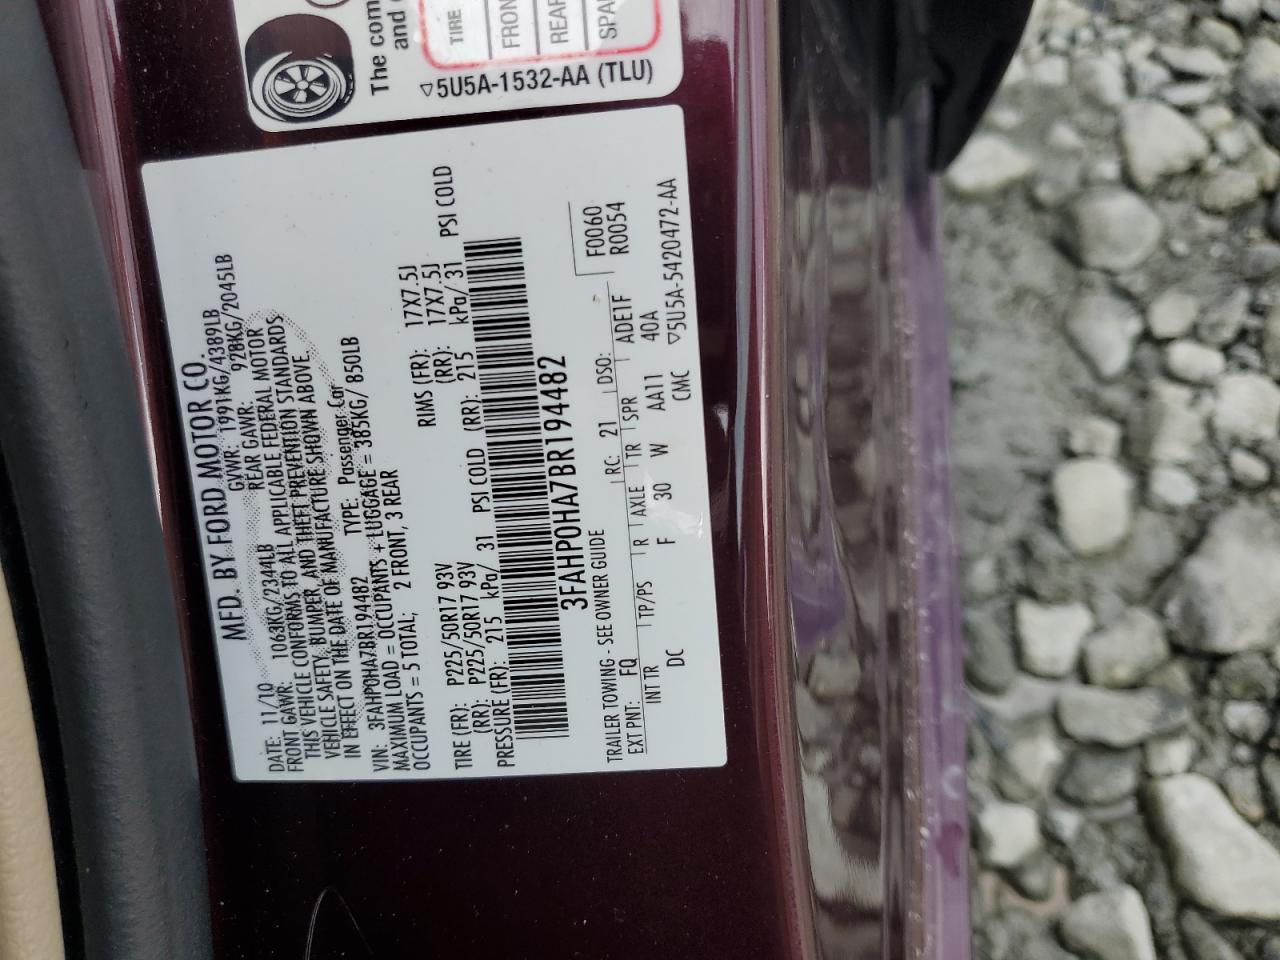 The com
and
TIRE
FRON
REAR
SPAR
▽5U5A-1532-AA (TLU)
MFD. BY FORD MOTOR CO.
DATE: 11/10 GVWR: 1991KG/4389LB
FRONT GAWR: 1063KG/2344LB REAR GAWR: 928KG/2045LB
THIS VEHICLE CONFORMS TO ALL APPLICABLE FEDERAL MOTOR
VEHICLE SAFETY, BUMPER, AND THEFT PREVENTION STANDARDS
IN EFFECT ON THE DATE OF MANUFACTURE SHOWN ABOVE.
VIN: 3FAHP0HA7BR194482 TYPE: Passenger Car
MAXIMUM LOAD = OCCUPANTS + LUGGAGE = 385KG/ 850LB
OCCUPANTS = 5 TOTAL; 2 FRONT, 3 REAR
TIRE (FR): P225/50R17 93V RIMS (FR): 17X7.5J
(RR): P225/50R17 93V (RR): 17X7.5J
PRESSURE (FR): 215 kPa/ 31 PSI COLD (RR): 215 kPa/ 31 PSI COLD
3FAHP0HA7BR194482
F0060
R0054
TRAILER TOWING - SEE OWNER GUIDE
EXT PNT: FQ RC: 21 DSO: ADE1F
INT TR TP/PS R AXLE TR SPR 40A
DC F 30 W AA11
CMC ▽5U5A-5420472-AA